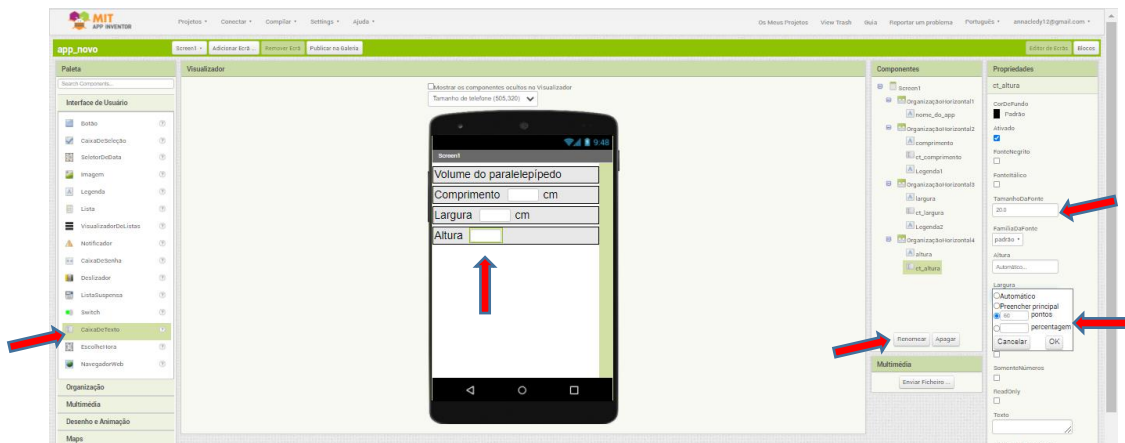 MIT
APP INVENTOR
Projetos Conectar Compilar Settings Ajuda
Os Meus Projetos View Trash Guia Reportar um problema Português annacledy12@gmail.com
app_novo
Screen1 Adicionar Ecrã ... Remover Ecrã Publicar na Galeria
Editor de Ecrãs Blocos
Paleta
Search Components...
Interface de Usuário
Botão
CaixaDeSeleção
SeletorDeData
Imagem
Legenda
Lista
VisualizadorDeListas
Notificador
CaixaDeSenha
Deslizador
ListaSuspensa
Switch
CaixaDeTexto
EscolheHora
NavegadorWeb
Organização
Multimédia
Desenho e Animação
Maps
Visualizador
Mostrar os componentes ocultos no Visualizador
Tamanho de telefone (505,320)
9:48
Screen1
Volume do paralelepípedo
Comprimento cm
Largura cm
Altura
Componentes
Screen1
OrganizaçãoHorizontal1
nome_do_app
OrganizaçãoHorizontal2
comprimento
ct_comprimento
Legenda1
OrganizaçãoHorizontal3
largura
ct_largura
Legenda2
OrganizaçãoHorizontal4
altura
ct_altura
Renomear Apagar
Multimédia
Enviar Ficheiro ...
Propriedades
ct_altura
CorDeFundo
Padrão
Ativado
FonteNegrito
FonteItálico
TamanhoDaFonte
20.0
FamíliaDaFonte
padrão
Altura
Automático...
Largura
Automático
Preencher principal
pontos
percentagem
Cancelar OK
SomenteNúmeros
ReadOnly
Texto